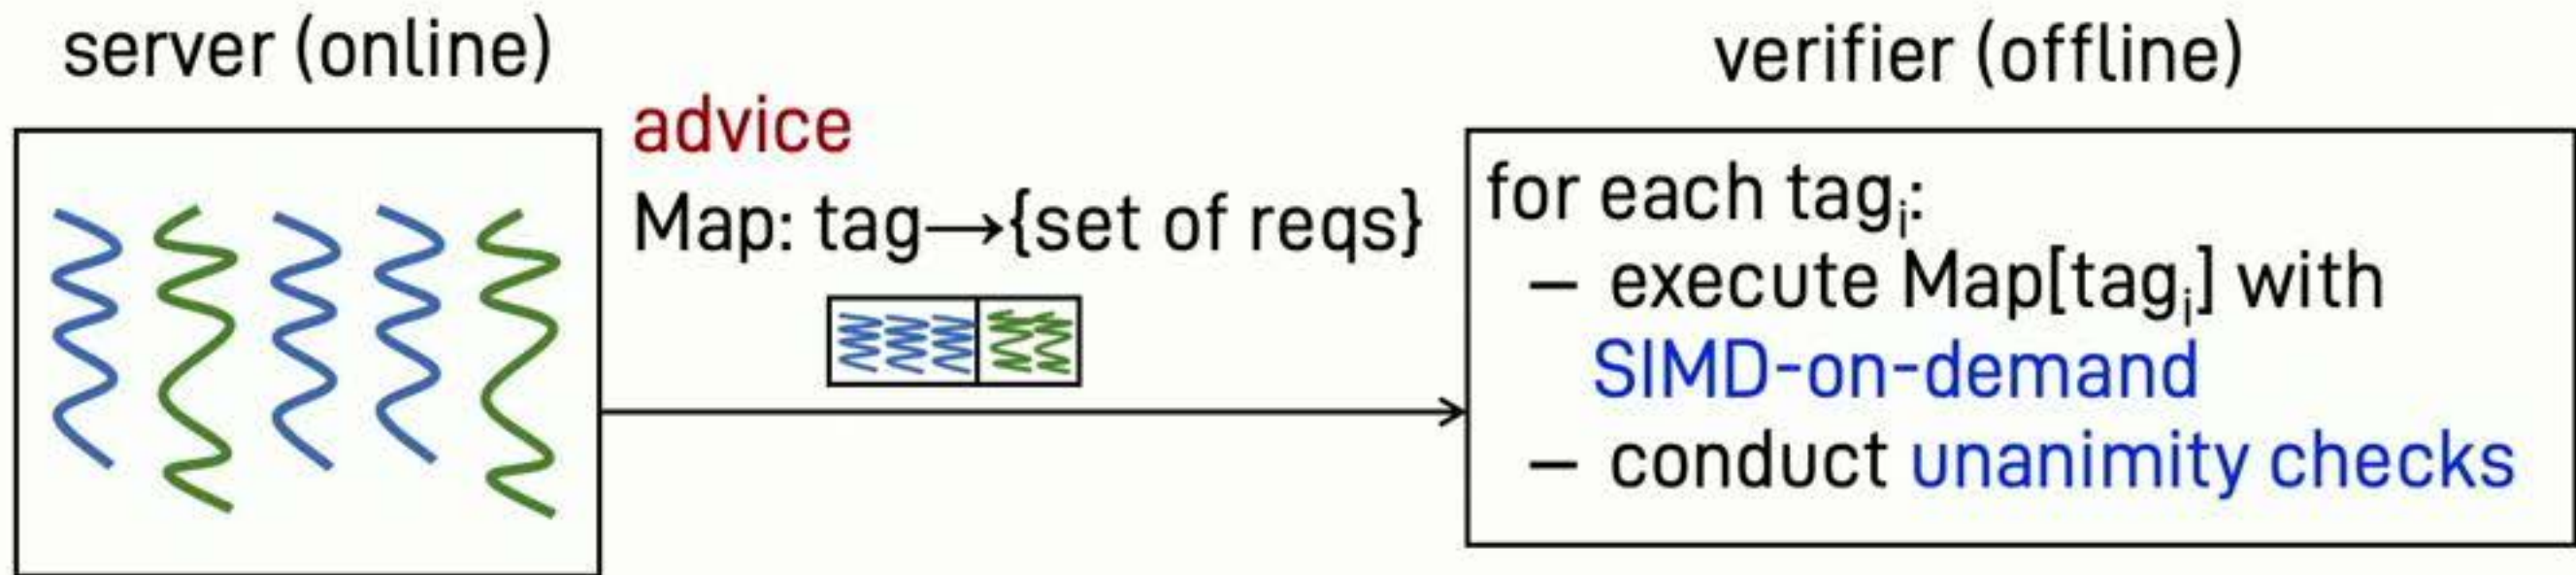 server (online)
advice
Map: tag→{set of reqs}
verifier (offline)
for each tagᵢ:
– execute Map[tagᵢ] with
SIMD-on-demand
– conduct unanimity checks